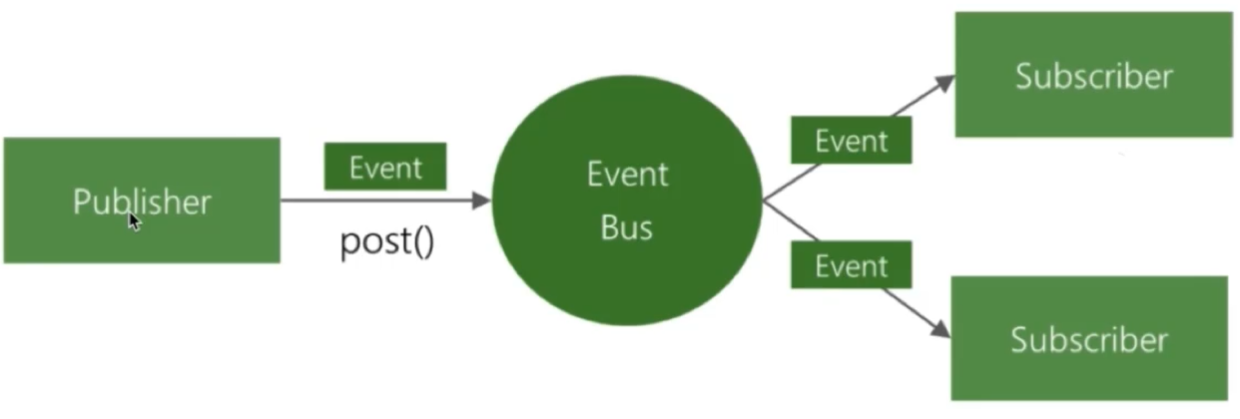 Publisher
Event
post()
Event
Bus
Event
Event
Subscriber
Subscriber